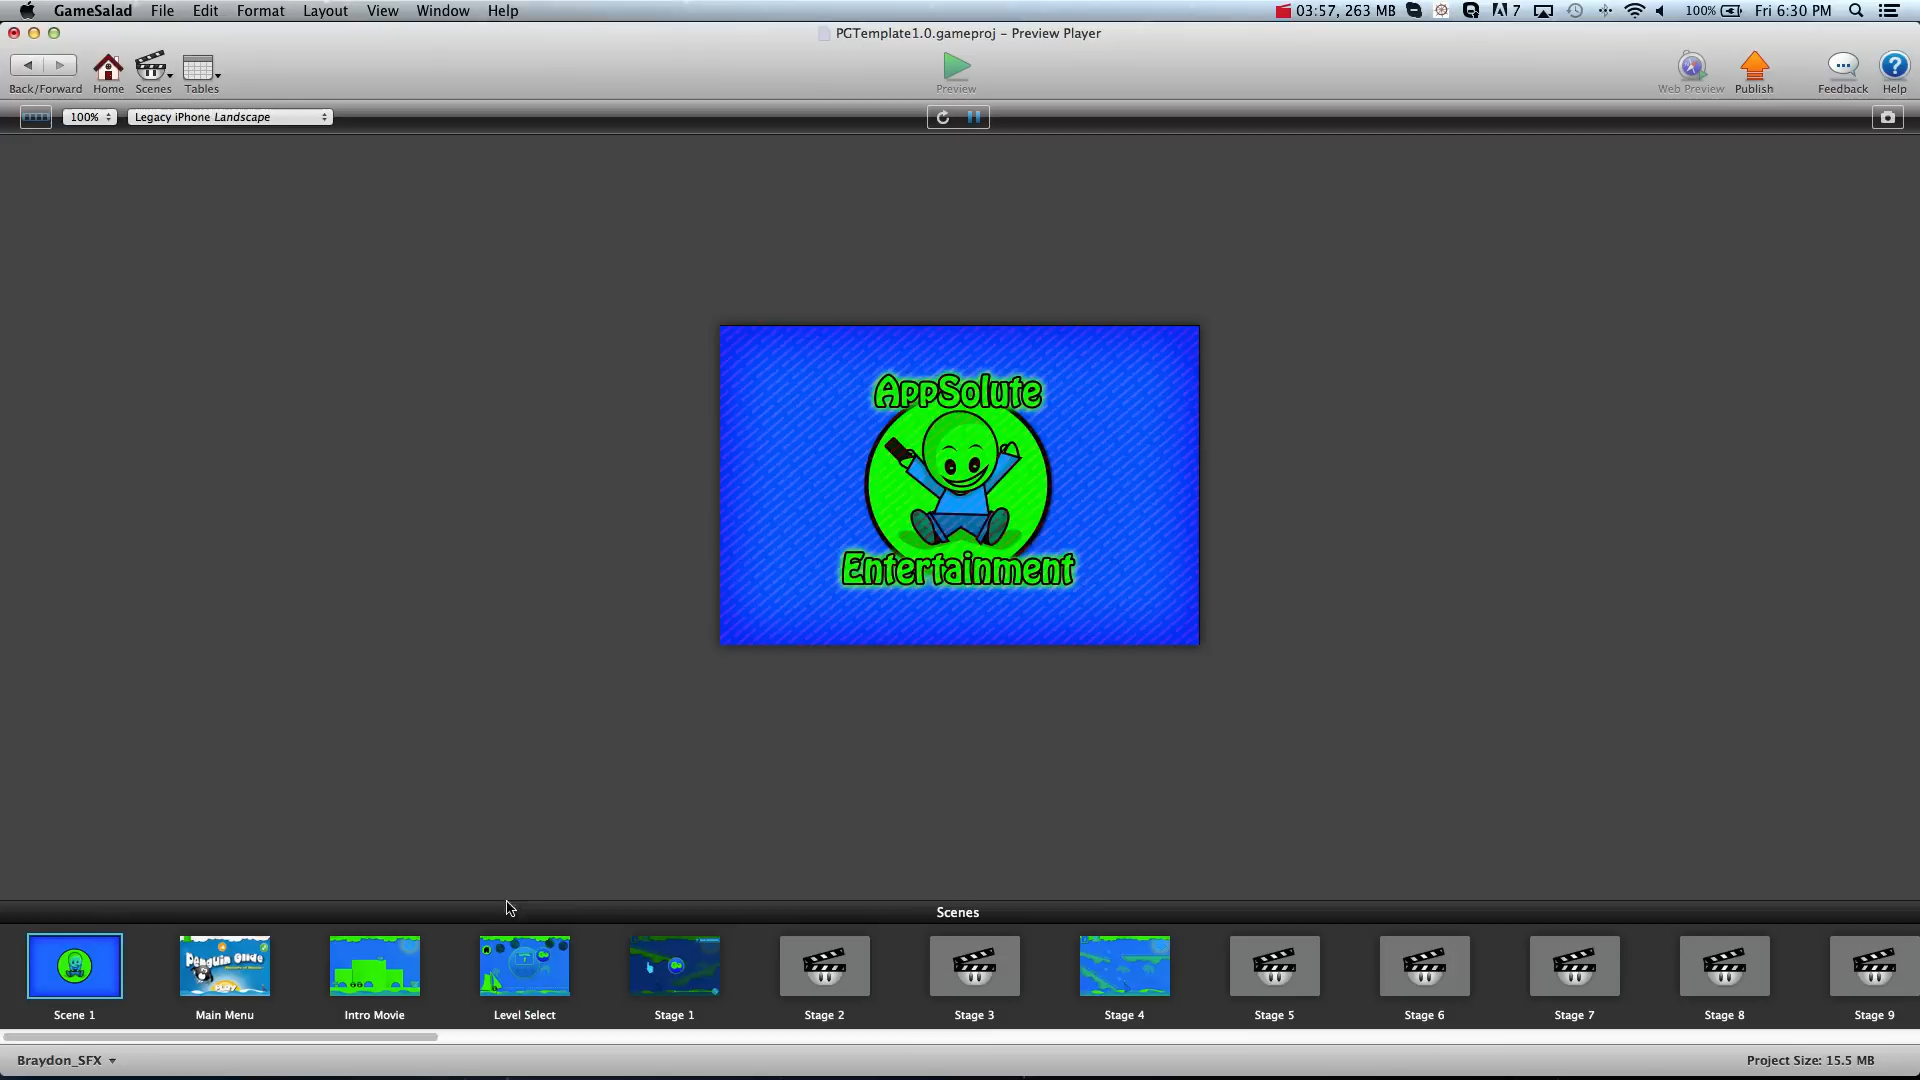 GameSalad File Edit Format Layout View Window Help 03:57, 263 MB 7 100% Fri 6:30 PM
PGTemplate1.0.gameproj – Preview Player
Back/Forward Home Scenes Tables Preview Web Preview Publish Feedback Help
100% Legacy iPhone Landscape
AppSolute
Entertainment
Scenes
Penguin Glide
PLAY
Scene 1 Main Menu Intro Movie Level Select Stage 1 Stage 2 Stage 3 Stage 4 Stage 5 Stage 6 Stage 7 Stage 8 Stage 9
Braydon_SFX Project Size: 15.5 MB